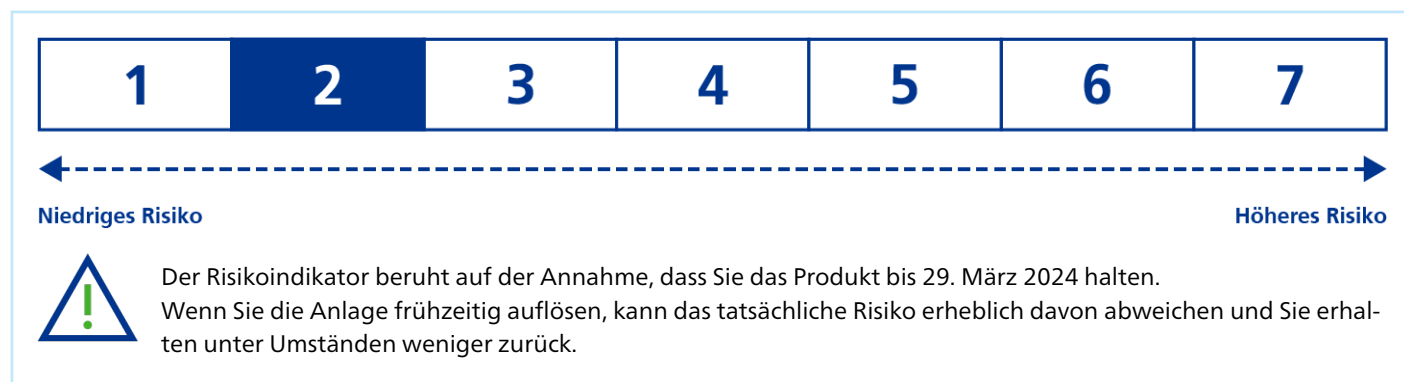 1 2 3 4 5 6 7
Niedriges Risiko Höheres Risiko
Der Risikoindikator beruht auf der Annahme, dass Sie das Produkt bis 29. März 2024 halten.
Wenn Sie die Anlage frühzeitig auflösen, kann das tatsächliche Risiko erheblich davon abweichen und Sie erhal-
ten unter Umständen weniger zurück.